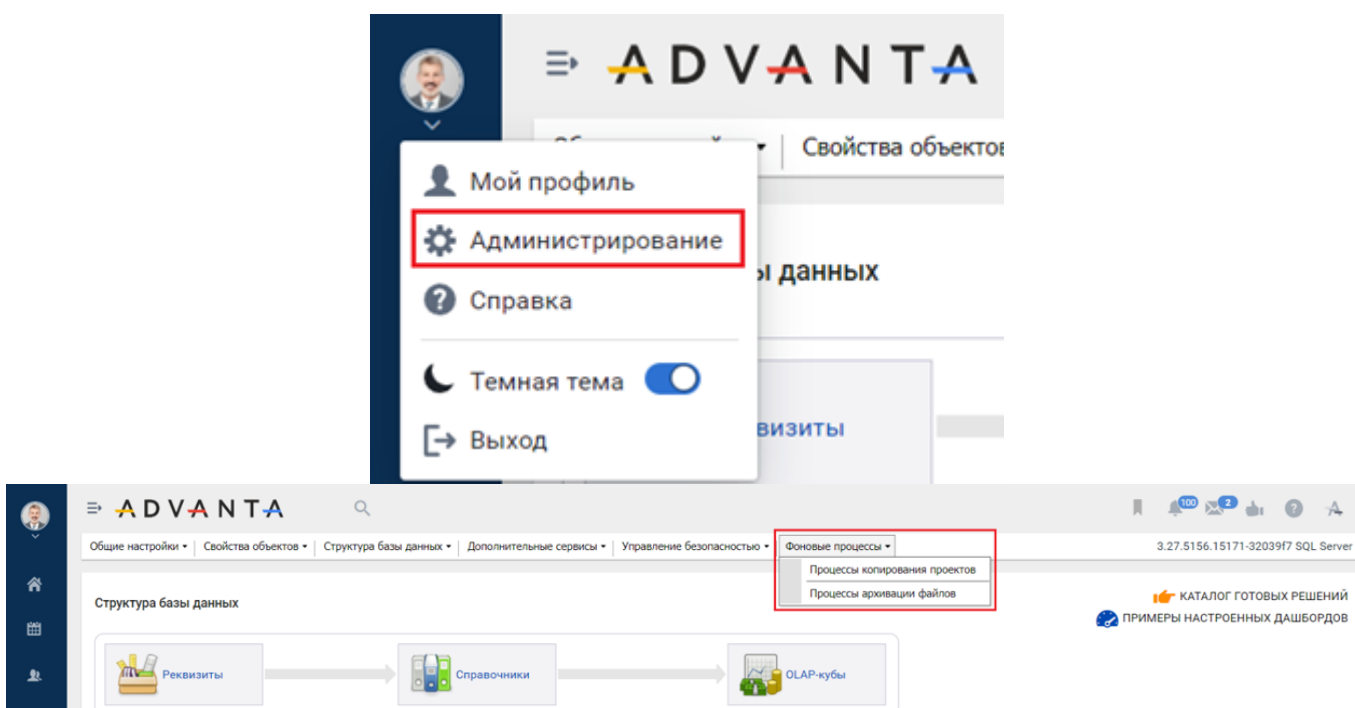 ADVANTA
Свойства объектов
Мой профиль
Администрирование
данных
Справка
Темная тема
визиты
Выход
ADVANTA
100
2
Общие настройки
Свойства объектов
Структура базы данных
Дополнительные сервисы
Управление безопасностью
Фоновые процессы
3.27.5156.15171-32039f7 SQL Server
Процессы копирования проектов
Процессы архивации файлов
Структура базы данных
КАТАЛОГ ГОТОВЫХ РЕШЕНИЙ
ПРИМЕРЫ НАСТРОЕННЫХ ДАШБОРДОВ
Реквизиты
Справочники
OLAP-кубы